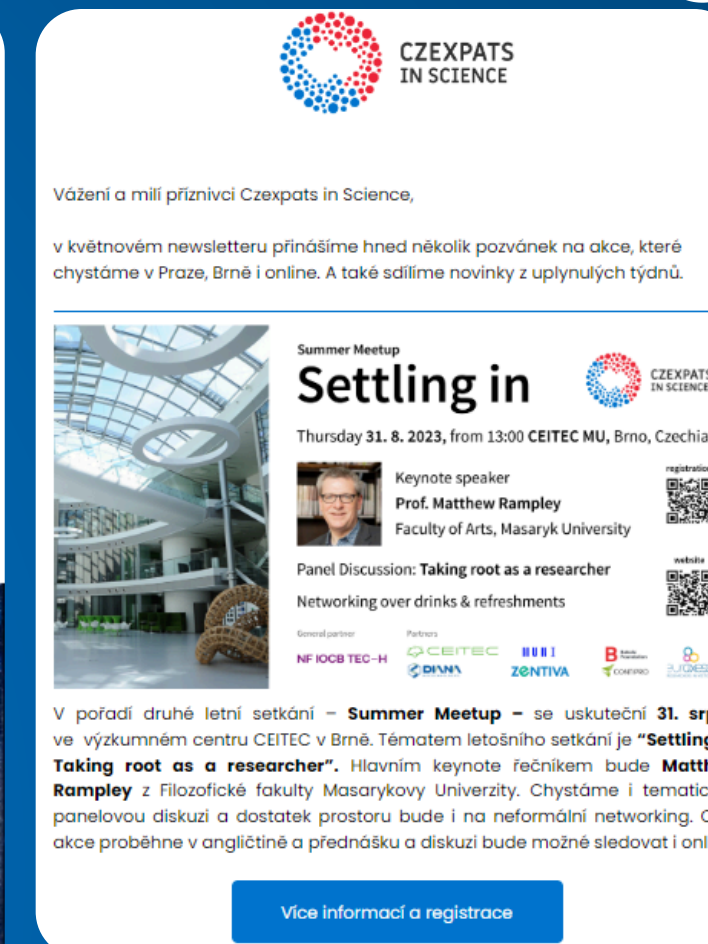 CZEXPATS
IN SCIENCE
Vážení a milí příznivci Czexpats in Science,
v květnovém newsletteru přinášíme hned několik pozvánek na akce, které
chystáme v Praze, Brně i online. A také sdílíme novinky z uplynulých týdnů.
Summer Meetup
Settling in
CZEXPATS
IN SCIENCE
Thursday 31. 8. 2023, from 13:00 CEITEC MU, Brno, Czechia
Keynote speaker
Prof. Matthew Rampley
Faculty of Arts, Masaryk University
registration
Panel Discussion: Taking root as a researcher
website
Networking over drinks & refreshments
General partner
Partners
NF IOCB TEC–H
CEITEC
MUNI
DIANA
ZENTIVA
CONTIPRO
V pořadí druhé letní setkání – Summer Meetup – se uskuteční 31.
ve výzkumném centru CEITEC v Brně. Tématem letošního setkání je “Settling
Taking root as a researcher”. Hlavním keynote řečníkem bude
Rampley z Filozofické fakulty Masarykovy Univerzity. Chystáme i
panelovou diskuzi a dostatek prostoru bude i na neformální networking.
akce proběhne v angličtině a přednášku a diskuzi bude možné sledovat i
Více informací a registrace